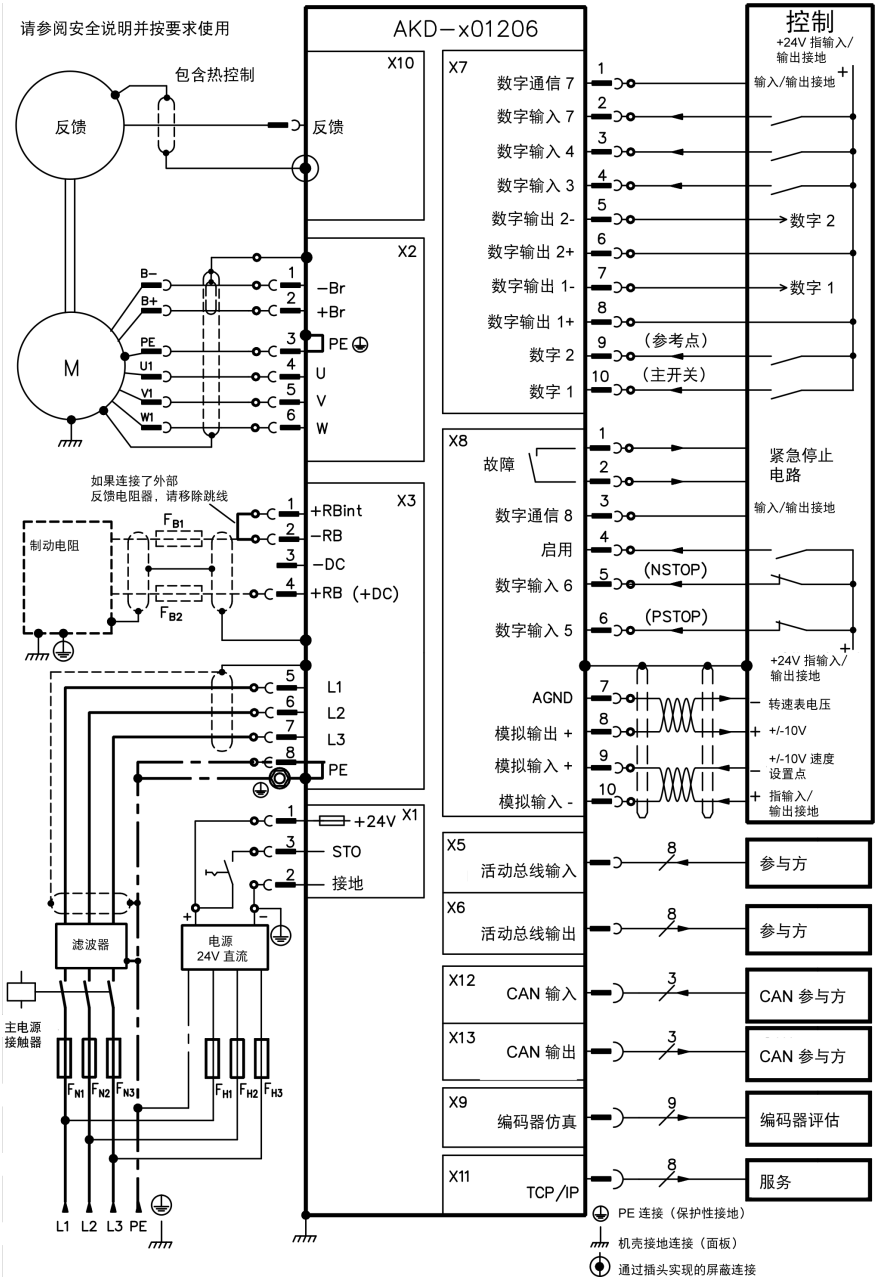 请参阅安全说明并按要求使用
AKD-x01206
控制
+24V 指输入/
输出接地
+
包含热控制
反馈
X10
反馈
X7
数字通信 7
1
输入/输出接地
数字输入 7
2
数字输入 4
3
数字输入 3
4
数字输出 2-
5
数字 2
数字输出 2+
6
数字输出 1-
7
数字 1
数字输出 1+
8
数字 2
9
(参考点)
数字 1
10
(主开关)
X2
B-
1
-Br
B+
2
+Br
PE
3
PE
U1
4
U
V1
5
V
W1
6
W
M
X8
故障
1
2
紧急停止
电路
数字通信 8
3
输入/输出接地
启用
4
数字输入 6
5
(NSTOP)
数字输入 5
6
(PSTOP)
+
+24V 指输入/
输出接地
AGND
7
- 转速表电压
模拟输出 +
8
+ +/-10V
模拟输入 +
9
+/-10V 速度
- 设置点
模拟输入 -
10
+ 指输入/
输出接地
如果连接了外部
反馈电阻器，请移除跳线
X3
制动电阻
FB1
FB2
1
+RBint
2
-RB
3
-DC
4
+RB (+DC)
5
L1
6
L2
7
L3
8
PE
X1
1
+24V
3
STO
2
接地
+
-
电源
24V 直流
滤波器
主电源
接触器
FN1
FN2
FN3
FH1
FH2
FH3
L1 L2 L3 PE
X5
活动总线输入
8
参与方
X6
活动总线输出
8
参与方
X12
CAN 输入
3
CAN 参与方
X13
CAN 输出
3
CAN 参与方
X9
编码器仿真
9
编码器评估
X11
TCP/IP
8
服务
PE 连接（保护性接地）
机壳接地连接（面板）
通过插头实现的屏蔽连接